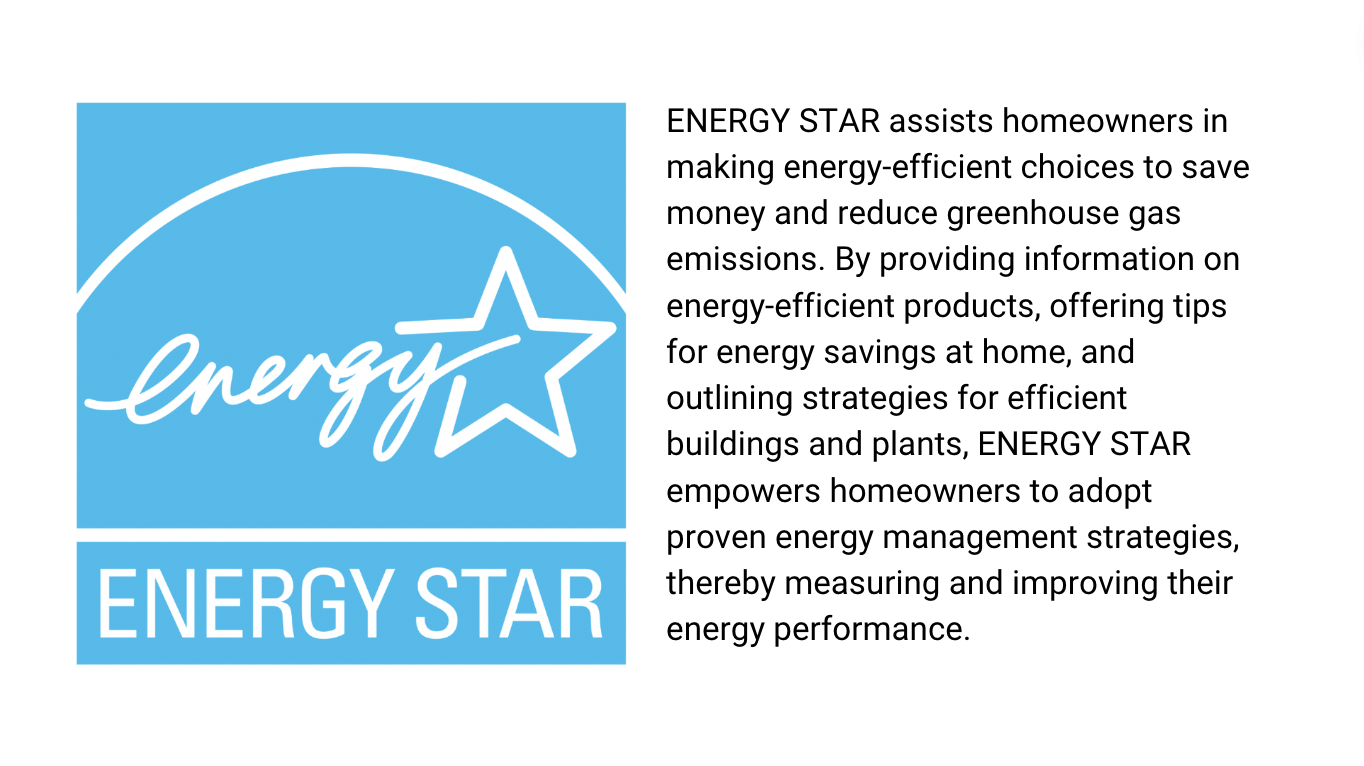 energy
ENERGY STAR
ENERGY STAR assists homeowners in
making energy-efficient choices to save
money and reduce greenhouse gas
emissions. By providing information on
energy-efficient products, offering tips
for energy savings at home, and
outlining strategies for efficient
buildings and plants, ENERGY STAR
empowers homeowners to adopt
proven energy management strategies,
thereby measuring and improving their
energy performance.